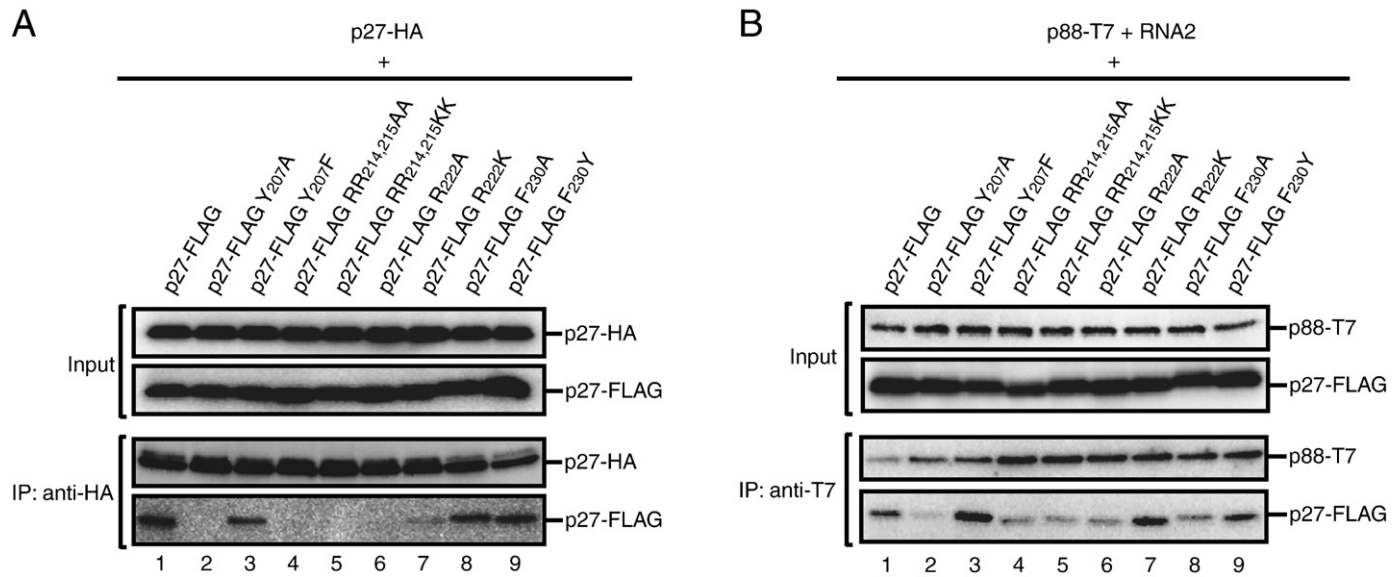 A
p27-HA
+
p27-FLAG
p27-FLAG Y207A
p27-FLAG Y207F
p27-FLAG RR214,215AA
p27-FLAG RR214,215KK
p27-FLAG R222A
p27-FLAG R222K
p27-FLAG F230A
p27-FLAG F230Y
Input
p27-HA
p27-FLAG
IP: anti-HA
p27-HA
p27-FLAG
1 2 3 4 5 6 7 8 9
B
p88-T7 + RNA2
+
p27-FLAG
p27-FLAG Y207A
p27-FLAG Y207F
p27-FLAG RR214,215AA
p27-FLAG RR214,215KK
p27-FLAG R222A
p27-FLAG R222K
p27-FLAG F230A
p27-FLAG F230Y
Input
p88-T7
p27-FLAG
IP: anti-T7
p88-T7
p27-FLAG
1 2 3 4 5 6 7 8 9